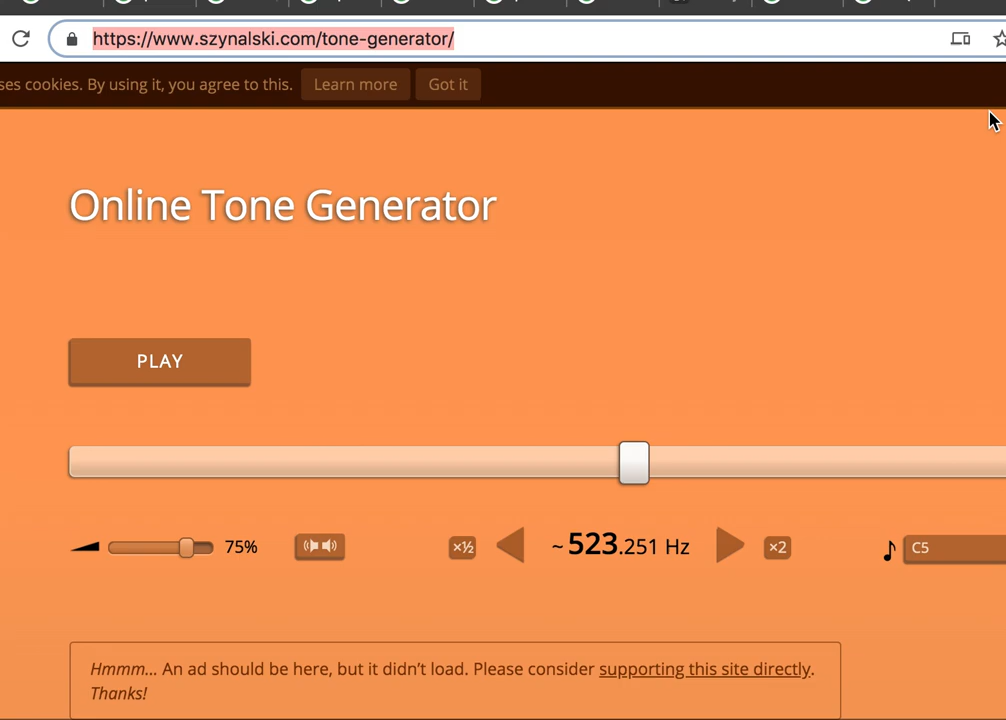 https://www.szynalski.com/tone-generator/
ses cookies. By using it, you agree to this. Learn more Got it
Online Tone Generator
PLAY
75% ×½ ~ 523.251 Hz ×2 C5
Hmmm... An ad should be here, but it didn't load. Please consider supporting this site directly.
Thanks!